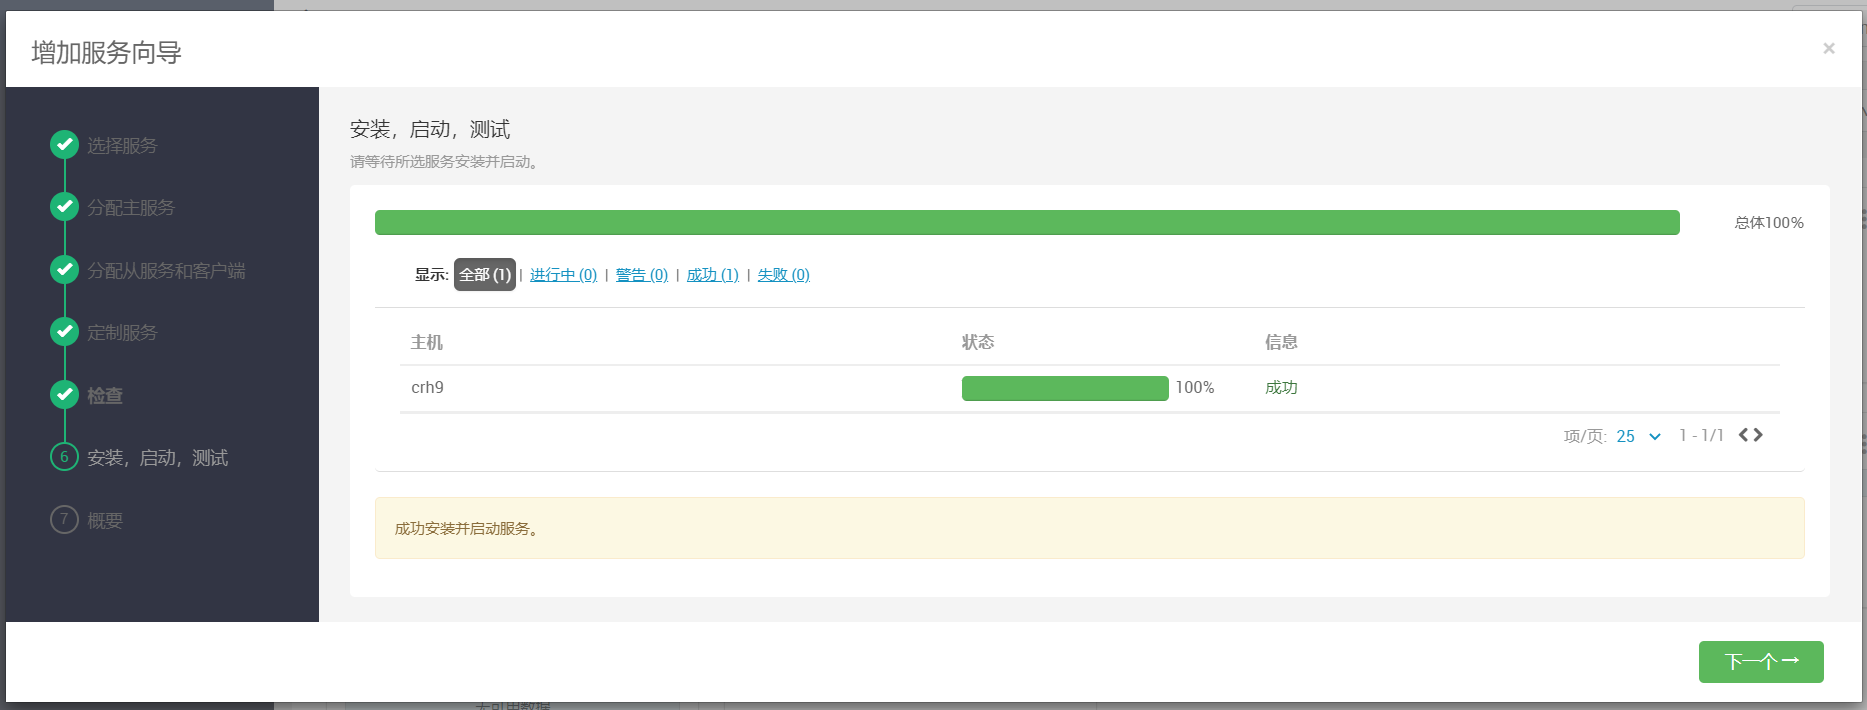 增加服务向导
×
选择服务
分配主服务
分配从服务和客户端
定制服务
检查
6 安装，启动，测试
7 概要
安装，启动，测试
请等待所选服务安装并启动。
总体100%
显示: 全部 (1) | 进行中 (0) | 警告 (0) | 成功 (1) | 失败 (0)
主机 状态 信息
crh9 100% 成功
项/页: 25 1 - 1/1
成功安装并启动服务。
下一个 →